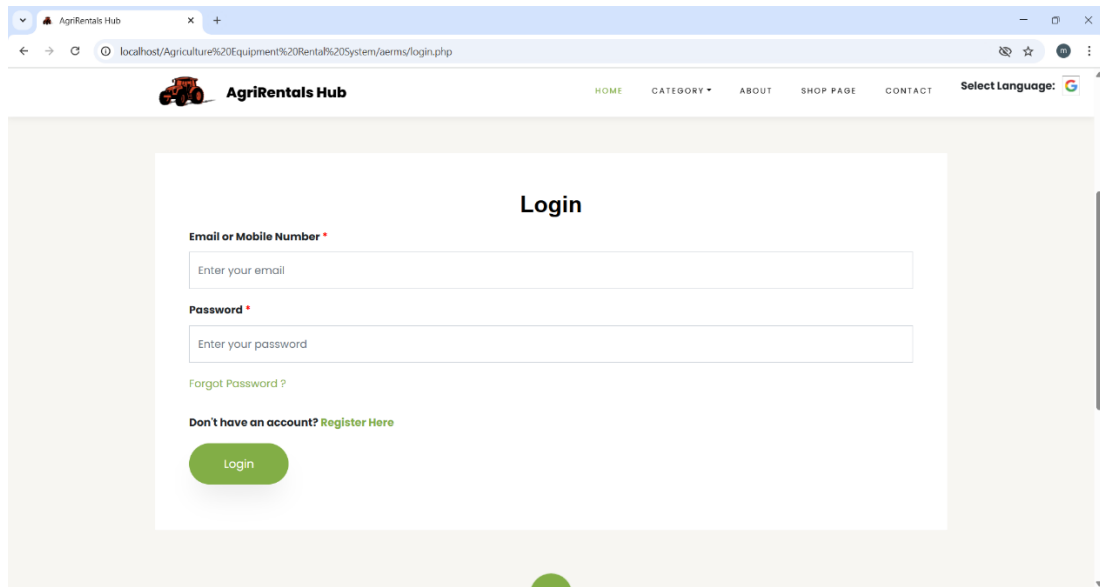 AgriRentals Hub
localhost/Agriculture%20Equipment%20Rental%20System/aerms/login.php
m
AgriRentals Hub
HOME CATEGORY ABOUT SHOP PAGE CONTACT Select Language: G
Login
Email or Mobile Number *
Enter your email
Password *
Enter your password
Forgot Password ?
Don't have an account? Register Here
Login